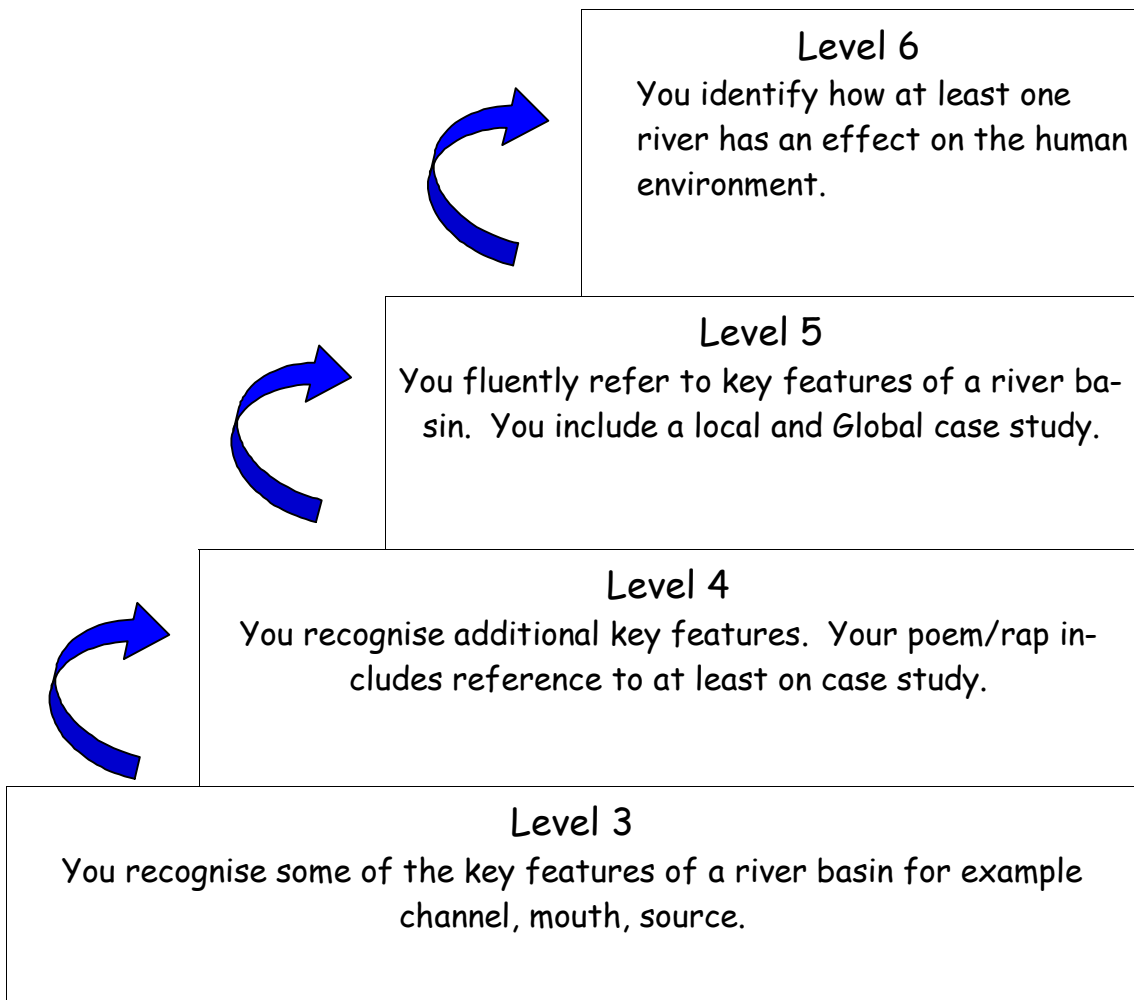 Level 6
You identify how at least one
river has an effect on the human
environment.
Level 5
You fluently refer to key features of a river ba-
sin.  You include a local and Global case study.
Level 4
You recognise additional key features.  Your poem/rap in-
cludes reference to at least on case study.
Level 3
You recognise some of the key features of a river basin for example
channel, mouth, source.